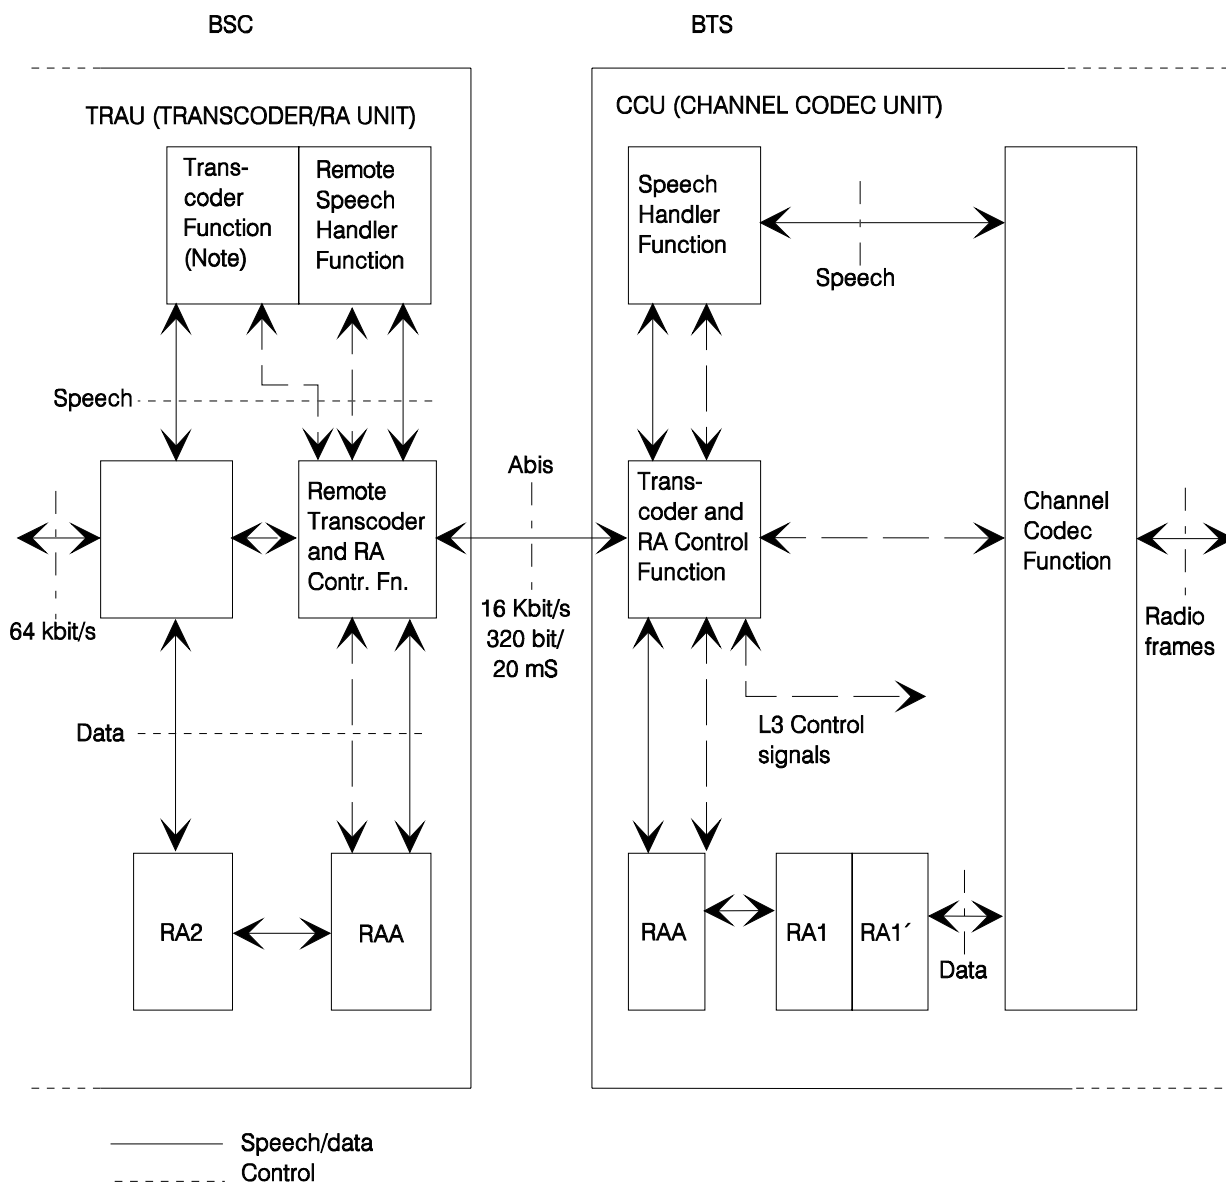 BSC
BTS
TRAU (TRANSCODER/RA UNIT)
CCU (CHANNEL CODEC UNIT)
Trans-
coder
Function
(Note)
Remote
Speech
Handler
Function
Speech
Handler
Function
Speech
Speech
Abis
Remote
Transcoder
and RA
Contr. Fn.
Trans-
coder and
RA Control
Function
Channel
Codec
Function
64 kbit/s
16 Kbit/s
320 bit/
20 mS
Radio
frames
L3 Control
signals
Data
RA2
RAA
RAA
RA1
RA1´
Data
Speech/data
Control